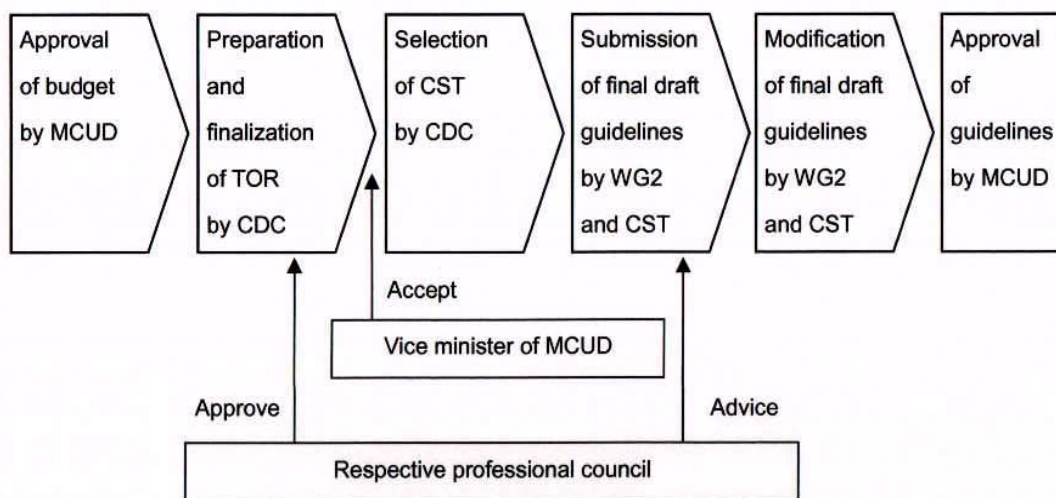 Approval
of budget
by MCUD
Preparation
and
finalization
of TOR
by CDC
Selection
of CST
by CDC
Submission
of final draft
guidelines
by WG2
and CST
Modification
of final draft
guidelines
by WG2
and CST
Approval
of
guidelines
by MCUD
Accept
Vice minister of MCUD
Approve
Advice
Respective professional council